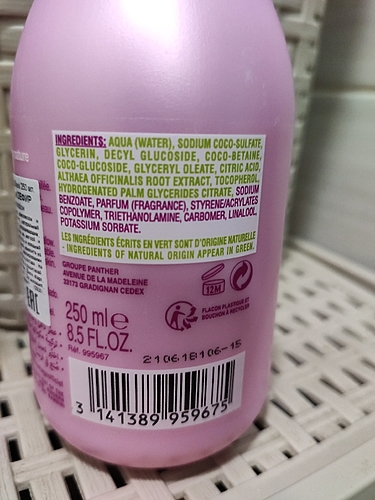 nature
INGREDIENTS: AQUA (WATER), SODIUM COCO-SULFATE,
GLYCERIN, DECYL GLUCOSIDE, COCO-BETAINE,
COCO-GLUCOSIDE, GLYCERYL OLEATE, CITRIC ACID,
ALTHAEA OFFICINALIS ROOT EXTRACT, TOCOPHEROL,
HYDROGENATED PALM GLYCERIDES CITRATE, SODIUM
BENZOATE, PARFUM (FRAGRANCE), STYRENE/ACRYLATES
COPOLYMER, TRIETHANOLAMINE, CARBOMER, LINALOOL,
POTASSIUM SORBATE.
LES INGRÉDIENTS ÉCRITS EN VERT SONT D'ORIGINE NATURELLE
- INGREDIENTS OF NATURAL ORIGIN APPEAR IN GREEN.
GROUPE PANTHER
AVENUE DE LA MADELEINE
33173 GRADIGNAN CEDEX
12M
250 ml e
8.5 FL.OZ.
Réf. 995967
FLACON PLASTIQUE ET
BOUCHON À RECYCLER
210618106-15
3 141389 959675